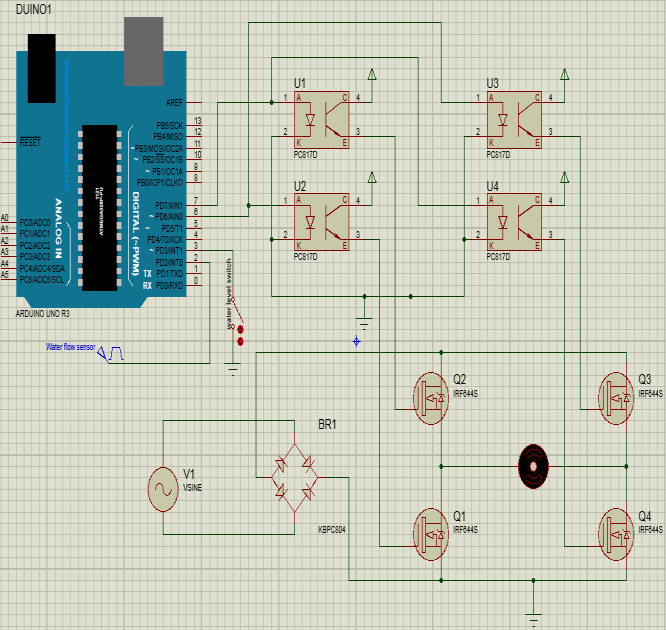 DUINO1
AREF
RESET
13
PB5/SCK
12
PB4/MISO
11
~PB3/MOSI/OC2A
10
~ PB2/SS/OC1B
9
~ PB1/OC1A
8
PB0/ICP1/CLKO
7
PD7/AIN1
6
~ PD6/AIN0
5
~ PD5/T1
4
PD4/T0/XCK
3
~ PD3/INT1
2
PD2/INT0
1
TX PD1/TXD
0
RX PD0/RXD
DIGITAL (~PWM)
ANALOG IN
A0
PC0/ADC0
A1
PC1/ADC1
A2
PC2/ADC2
A3
PC3/ADC3
A4
PC4/ADC4/SDA
A5
PC5/ADC5/SCL
ARDUINO UNO R3
Water flow sensor
water level switch
U1
1 A C 4
2 K E 3
PC817D
U3
1 A C 4
2 K E 3
PC817D
U2
1 A C 4
2 K E 3
PC817D
U4
1 A C 4
2 K E 3
PC817D
Q2
IRF644S
Q3
IRF644S
BR1
KBPC804
V1
VSINE
Q1
IRF644S
Q4
IRF644S